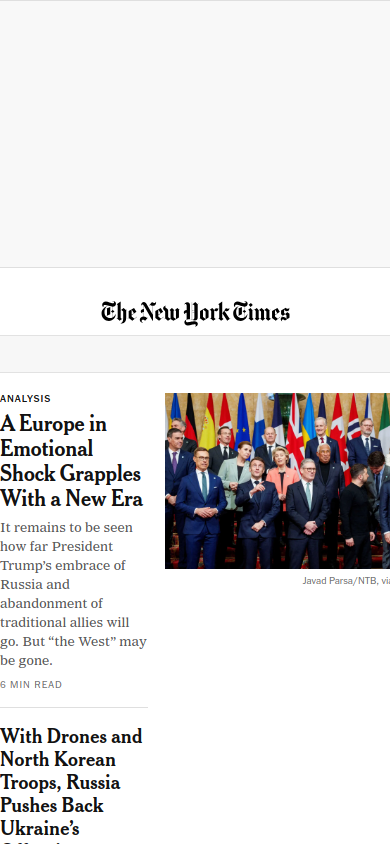 The New York Times
ANALYSIS
A Europe in
Emotional
Shock Grapples
With a New Era
It remains to be seen
how far President
Trump’s embrace of
Russia and
abandonment of
traditional allies will
go. But “the West” may
be gone.
6 MIN READ
Javad Parsa/NTB, via
With Drones and
North Korean
Troops, Russia
Pushes Back
Ukraine’s